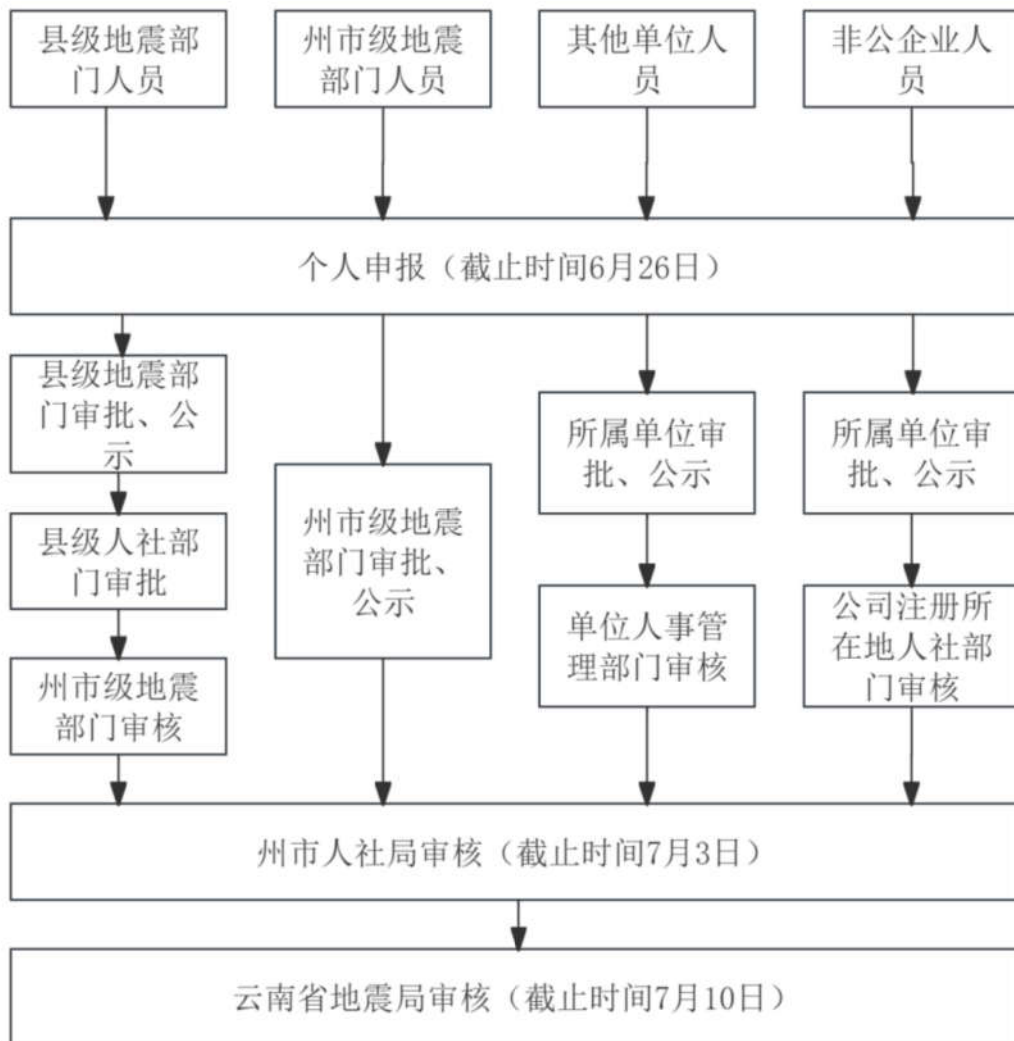 县级地震部
门人员
州市级地震
部门人员
其他单位人
员
非公企业人
员
个人申报（截止时间6月26日）
县级地震部
门审批、公
示
县级人社部
门审批
州市级地震
部门审核
州市级地震
部门审批、
公示
所属单位审
批、公示
单位人事管
理部门审核
所属单位审
批、公示
公司注册所
在地人社部
门审核
州市人社局审核（截止时间7月3日）
云南省地震局审核（截止时间7月10日）